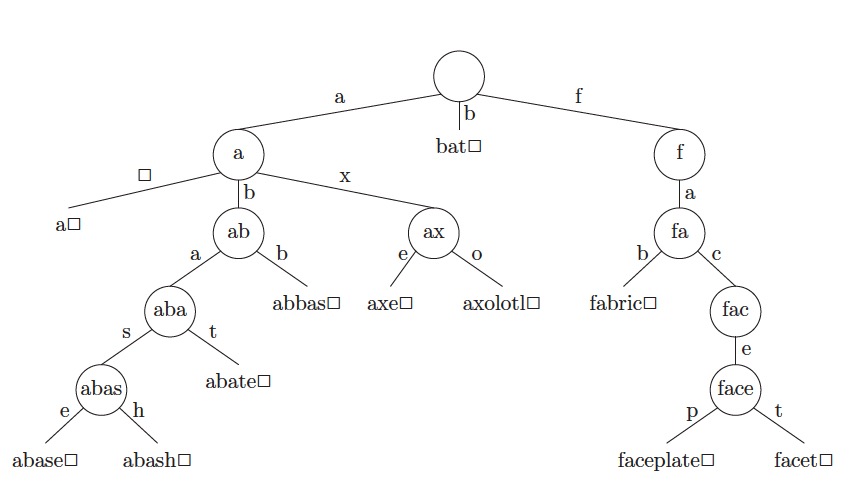 a f
b
bat□
a f
□ x
b a
a□
ab ax fa
a b e o b c
aba abbas□ axe□ axolotl□ fabric□ fac
s t e
abate□
abas face
e h p t
abase□ abash□ faceplate□ facet□